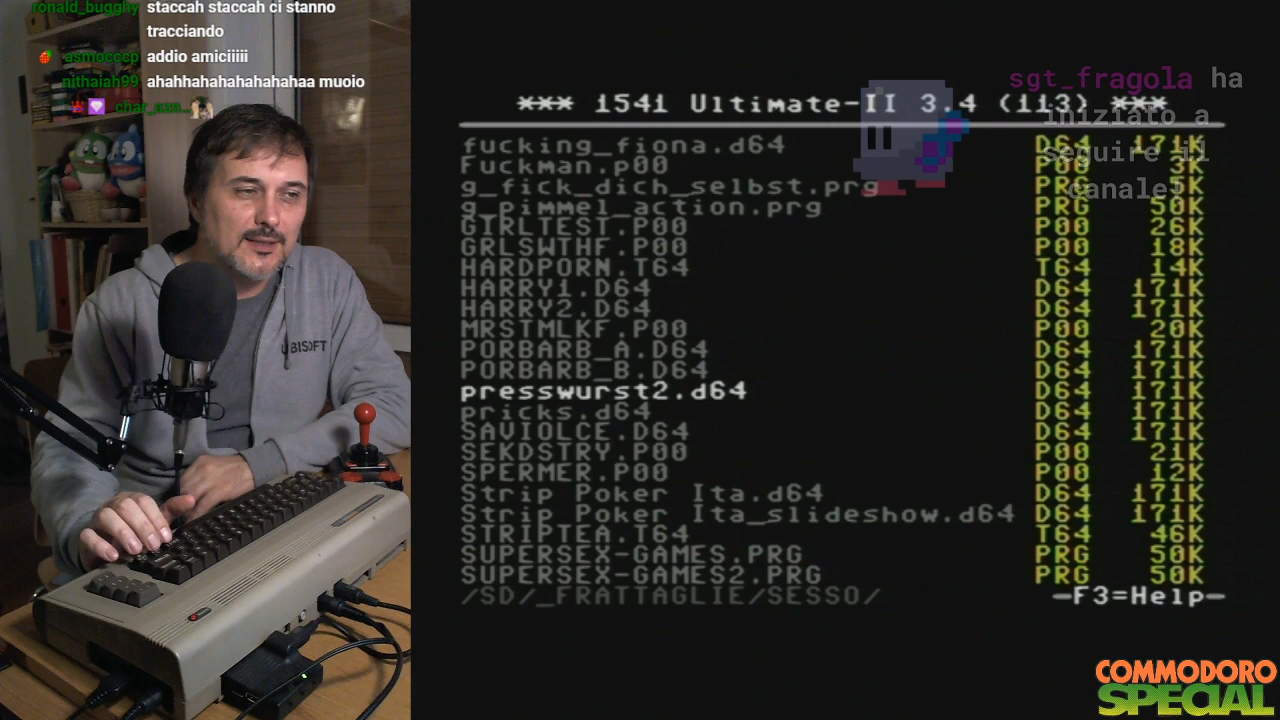 ronald_bugghy staccah staccah ci stanno
tracciando
asmocccp addio amiciiiii
nithaiah99 ahahhahahahahahahaa muoio
UBISOFT
*** 1541 Ultimate-II 3.4 (113) ***
fucking_fiona.d64 D64 171K
Fuckman.p00 P00 3K
g_fick_dich_selbst.prg PRG
g_pimmel_action.prg PRG 50K
GIRLTEST.P00 P00 26K
GRLSWTHF.P00 P00 18K
HARDPORN.T64 T64 14K
HARRY1.D64 D64 171K
HARRY2.D64 D64 171K
MRSTMLKF.P00 P00 20K
PORBARB_A.D64 D64 171K
PORBARB_B.D64 D64 171K
presswurst2.d64 D64 171K
pricks.d64 D64 171K
SAVIOLCE.D64 D64 171K
SEKDSTRY.P00 P00 21K
SPERMER.P00 P00 12K
Strip Poker Ita.d64 D64 171K
Strip Poker Ita_slideshow.d64 D64 171K
STRIPTEA.T64 T64 46K
SUPERSEX-GAMES.PRG PRG 50K
SUPERSEX-GAMES2.PRG PRG 50K
/SD/_FRATTAGLIE/SESSO/ F3=Help
sgt_fragola ha
iniziato a
seguire il
canale!
COMMODORO
SPECIAL